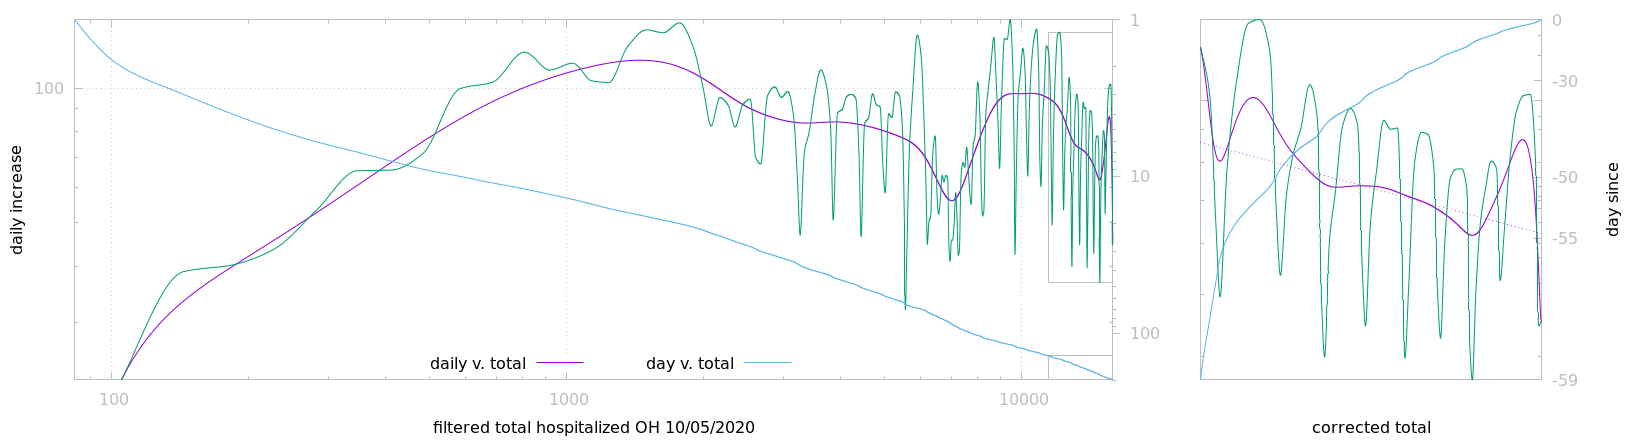 1
0
100
-30
daily increase
10
-50
day since
-55
100
daily v. total
day v. total
-59
100
1000
10000
filtered total hospitalized OH 10/05/2020
corrected total